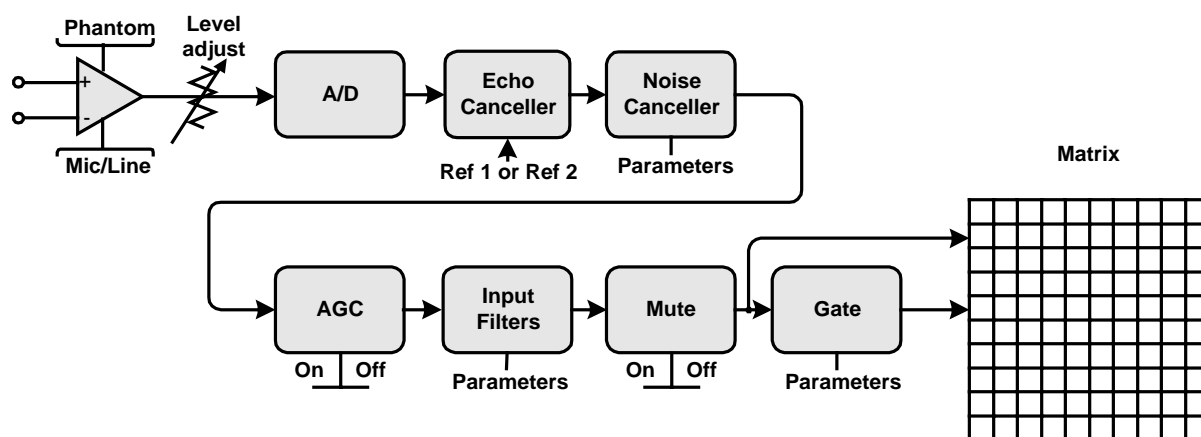 Phantom
Level
adjust
+
-
Mic/Line
A/D
Echo
Canceller
Noise
Canceller
Ref 1 or Ref 2
Parameters
Matrix
AGC
Input
Filters
Mute
Gate
On Off
Parameters
On Off
Parameters